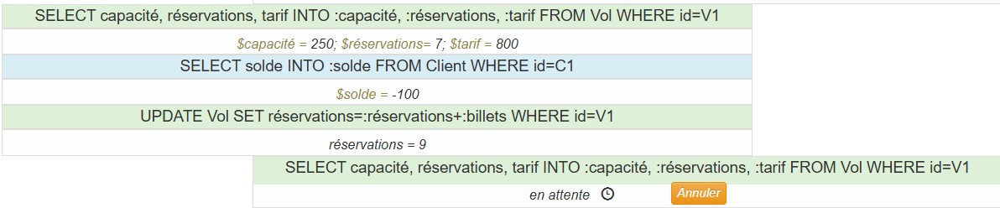 SELECT capacité, réservations, tarif INTO :capacité, :réservations, :tarif FROM Vol WHERE id=V1
$capacité = 250; $réservations= 7; $tarif = 800
SELECT solde INTO :solde FROM Client WHERE id=C1
$solde = -100
UPDATE Vol SET réservations=:réservations+:billets WHERE id=V1
réservations = 9
SELECT capacité, réservations, tarif INTO :capacité, :réservations, :tarif FROM Vol WHERE id=V1
en attente Annuler